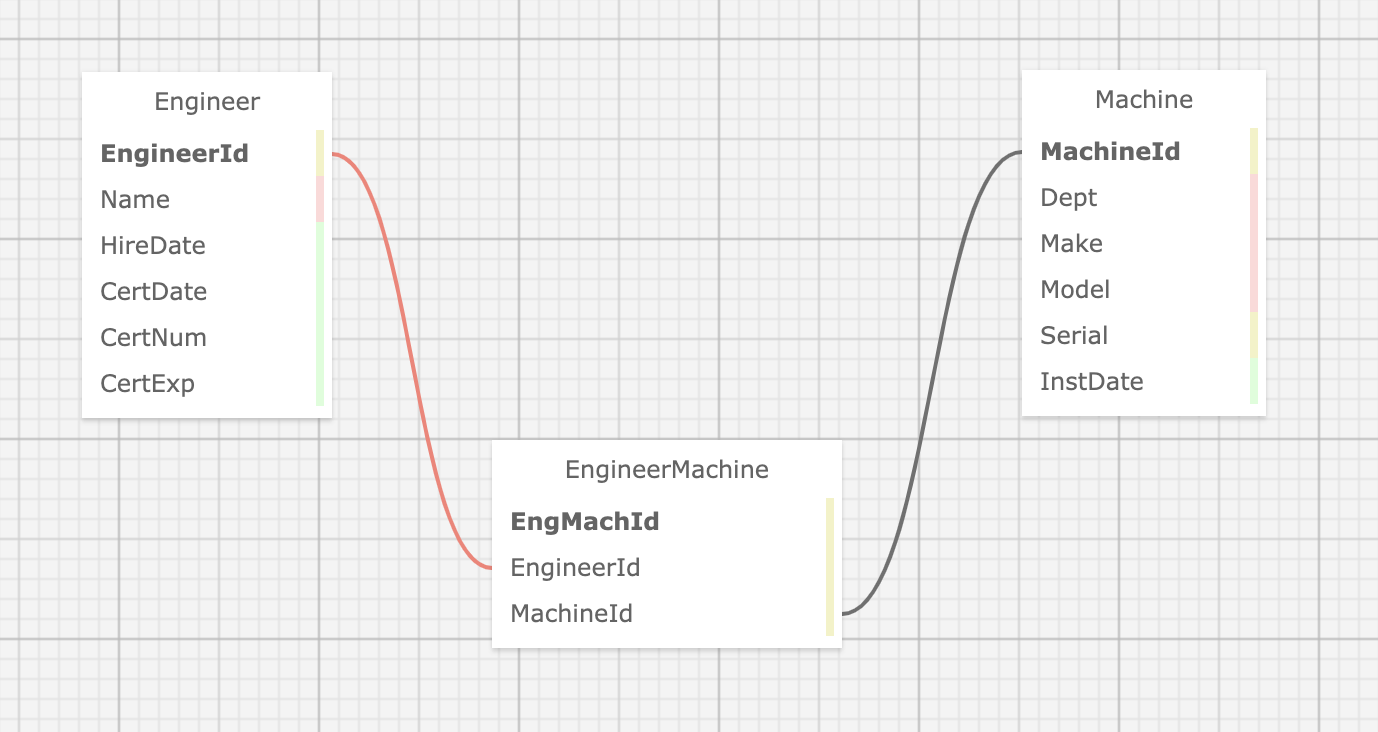 Engineer
EngineerId
Name
HireDate
CertDate
CertNum
CertExp
Machine
MachineId
Dept
Make
Model
Serial
InstDate
EngineerMachine
EngMachId
EngineerId
MachineId